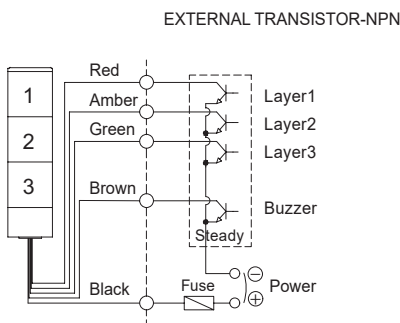 EXTERNAL TRANSISTOR-NPN
Red
1
Amber
Layer1
Layer2
2
Green
Layer3
3
Brown
Buzzer
Steady
Black
Fuse
Power